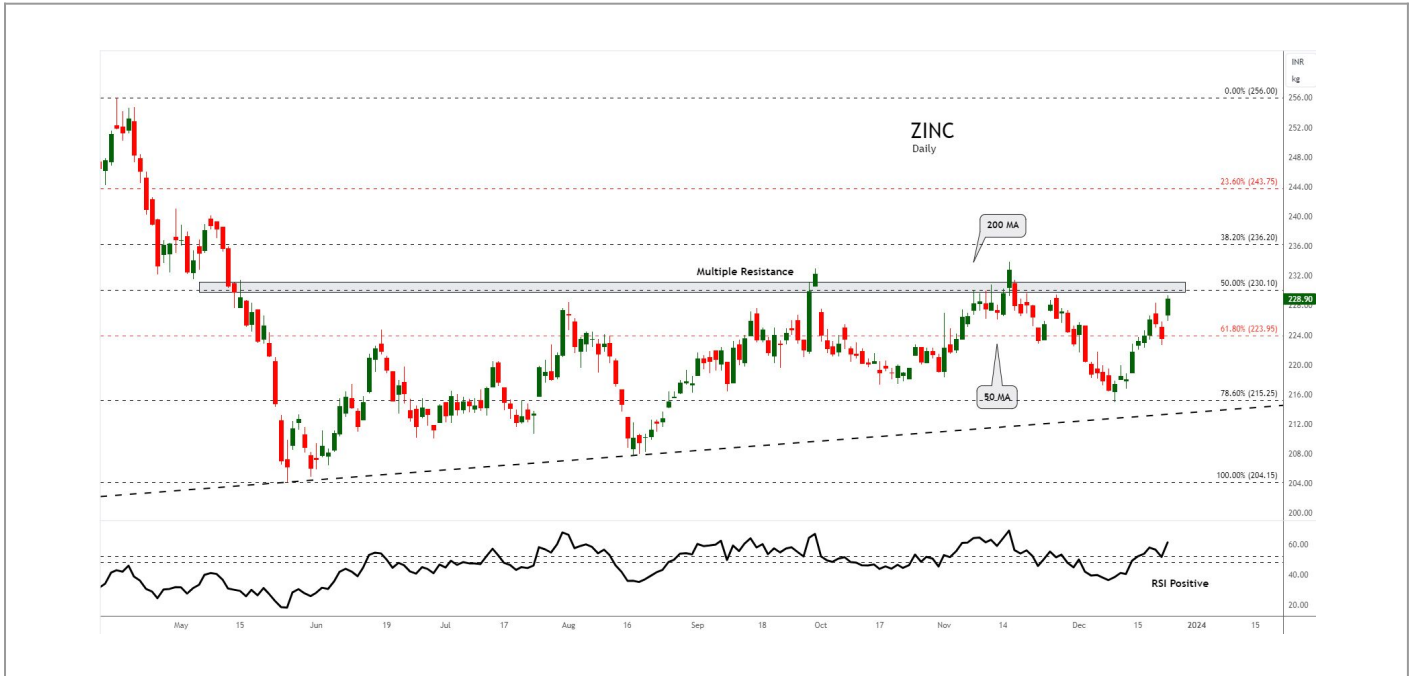 INR
kg
0.00% (256.00)
256.00
ZINC
Daily
252.00
248.00
23.60% (243.75)
244.00
240.00
200 MA
38.20% (236.20)
236.00
Multiple Resistance
232.00
50.00% (230.10)
228.90
228.00
61.80% (223.95)
224.00
220.00
50 MA
78.60% (215.25)
216.00
212.00
208.00
100.00% (204.15)
204.00
200.00
60.00
RSI Positive
40.00
20.00
May 15 Jun 19 Jul 17 Aug 16 Sep 18 Oct 17 Nov 14 Dec 15 2024 15